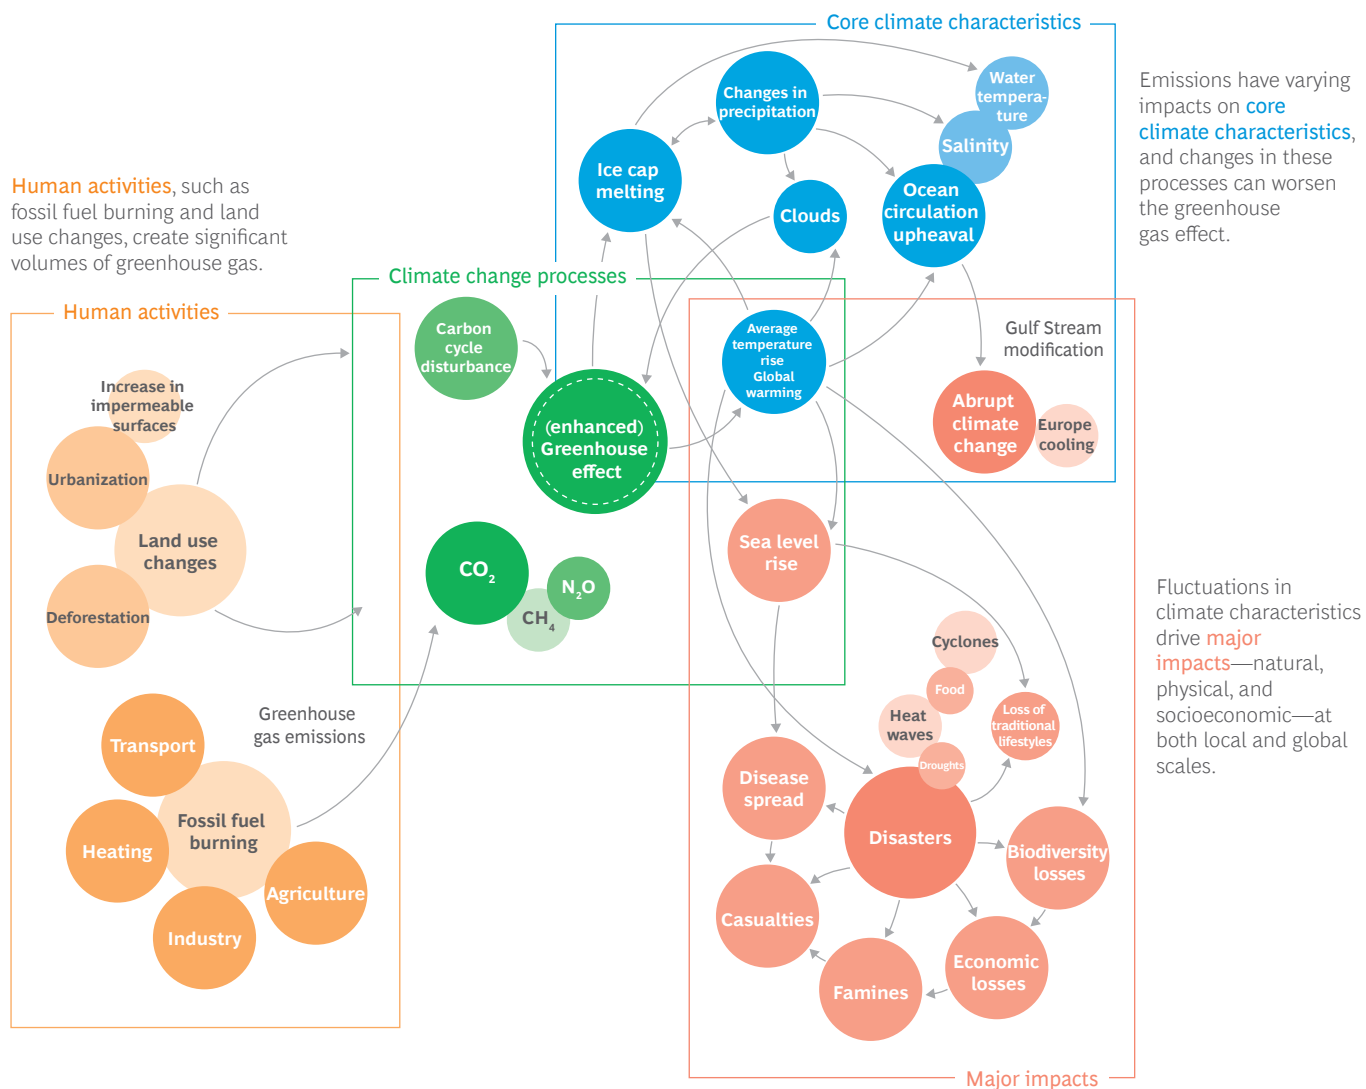 Core climate characteristics
Emissions have varying
impacts on core
climate characteristics,
and changes in these
processes can worsen
the greenhouse
gas effect.
Human activities, such as
fossil fuel burning and land
use changes, create significant
volumes of greenhouse gas.
Changes in
precipitation
Water
tempera-
ture
Salinity
Ice cap
melting
Clouds
Ocean
circulation
upheaval
Climate change processes
Human activities
Carbon
cycle
disturbance
Average
temperature
rise
Global
warming
Gulf Stream
modification
Abrupt
climate
change
Europe
cooling
(enhanced)
Greenhouse
effect
Increase in
impermeable
surfaces
Urbanization
Land use
changes
Deforestation
CO2
CH4
N2O
Sea level
rise
Fluctuations in
climate characteristics
drive major
impacts—natural,
physical, and
socioeconomic—at
both local and global
scales.
Greenhouse
gas emissions
Transport
Fossil fuel
burning
Heating
Agriculture
Industry
Cyclones
Food
Heat
waves
Droughts
Loss of
traditional
lifestyles
Disease
spread
Disasters
Biodiversity
losses
Casualties
Economic
losses
Famines
Major impacts